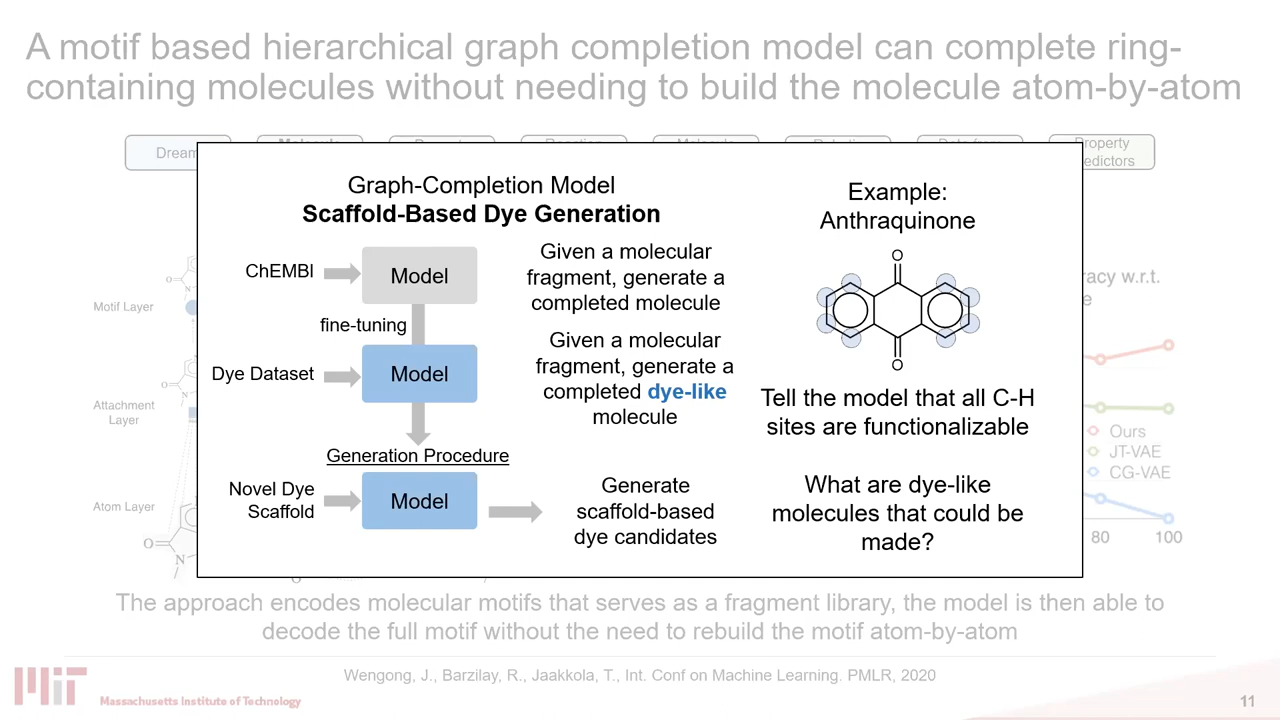 A motif based hierarchical graph completion model can complete ring-
containing molecules without needing to build the molecule atom-by-atom
Dream
Property
edictors
Graph-Completion Model
Scaffold-Based Dye Generation
ChEMBl
Model
fine-tuning
Dye Dataset
Model
Generation Procedure
Novel Dye
Scaffold
Model
Given a molecular
fragment, generate a
completed molecule
Given a molecular
fragment, generate a
completed dye-like
molecule
Generate
scaffold-based
dye candidates
Example:
Anthraquinone
O
O
Tell the model that all C-H
sites are functionalizable
What are dye-like
molecules that could be
made?
Motif Layer
Attachment
Layer
Atom Layer
O
N
O
N
O
N
acy w.r.t.
e
Ours
JT-VAE
CG-VAE
80
100
The approach encodes molecular motifs that serves as a fragment library, the model is then able to
decode the full motif without the need to rebuild the motif atom-by-atom
Wengong, J., Barzilay, R., Jaakkola, T., Int. Conf on Machine Learning. PMLR, 2020
MIT
Massachusetts Institute of Technology
11